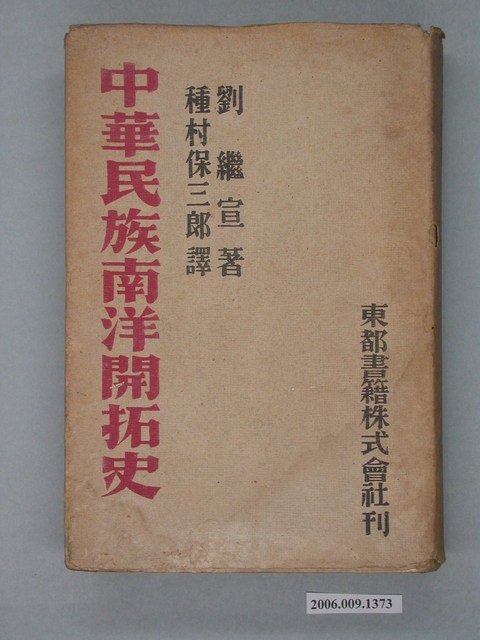 東都書籍株式會社刊
劉繼宣著
種村保三郎譯
中華民族南洋開拓史
2006.009.1373